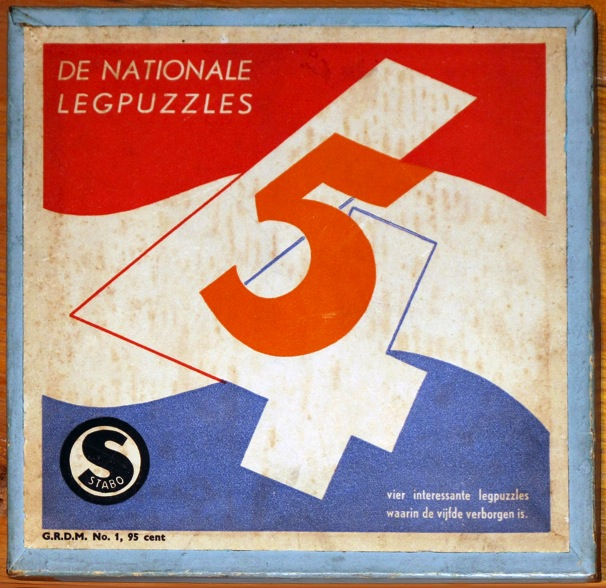 DE NATIONALE
LEGPUZZLES
5
S
STABO
vier interessante legpuzzles
waarin de vijfde verborgen is.
G.R.D.M. No. 1, 95 cent